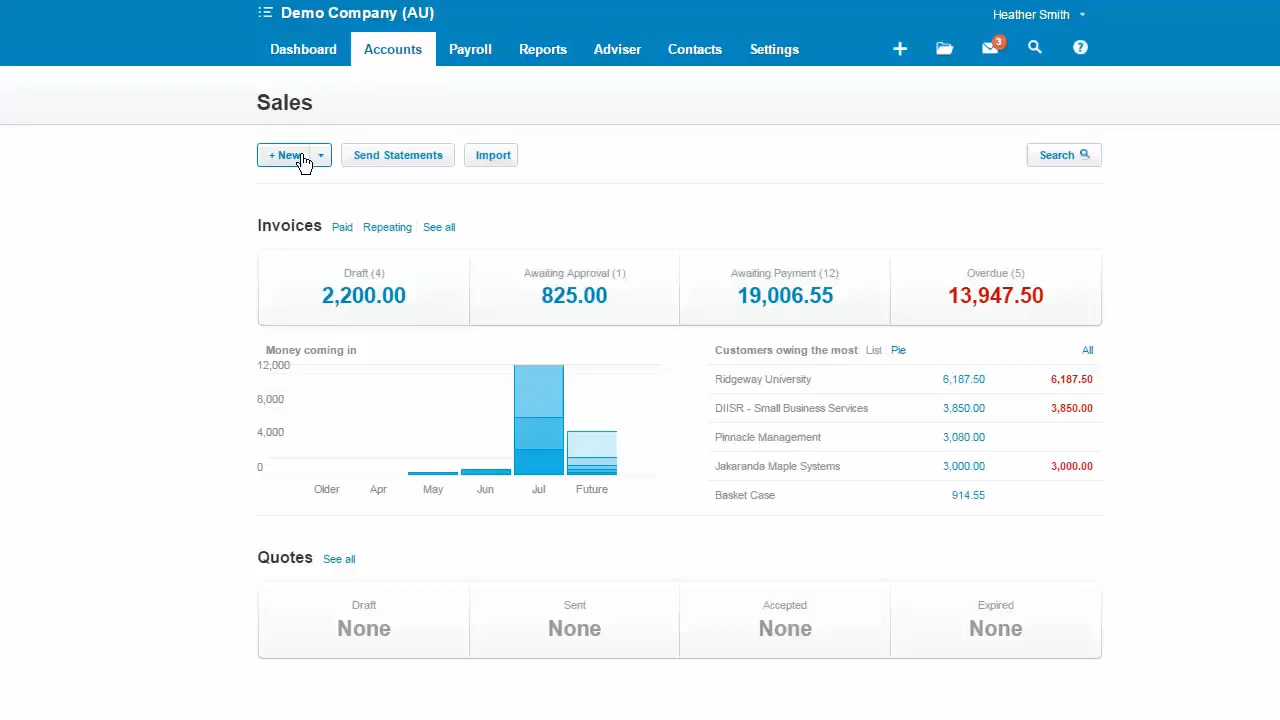 Demo Company (AU)
Heather Smith
Dashboard Accounts Payroll Reports Adviser Contacts Settings
3
?
Sales
+ New Send Statements Import Search
Invoices Paid Repeating See all
Draft (4) Awaiting Approval (1) Awaiting Payment (12) Overdue (5)
2,200.00 825.00 19,006.55 13,947.50
Money coming in
12,000
8,000
4,000
0
Older Apr May Jun Jul Future
Customers owing the most List Pie All
Ridgeway University 6,187.50 6,187.50
DIISR - Small Business Services 3,850.00 3,850.00
Pinnacle Management 3,080.00
Jakaranda Maple Systems 3,000.00 3,000.00
Basket Case 914.55
Quotes See all
Draft Sent Accepted Expired
None None None None